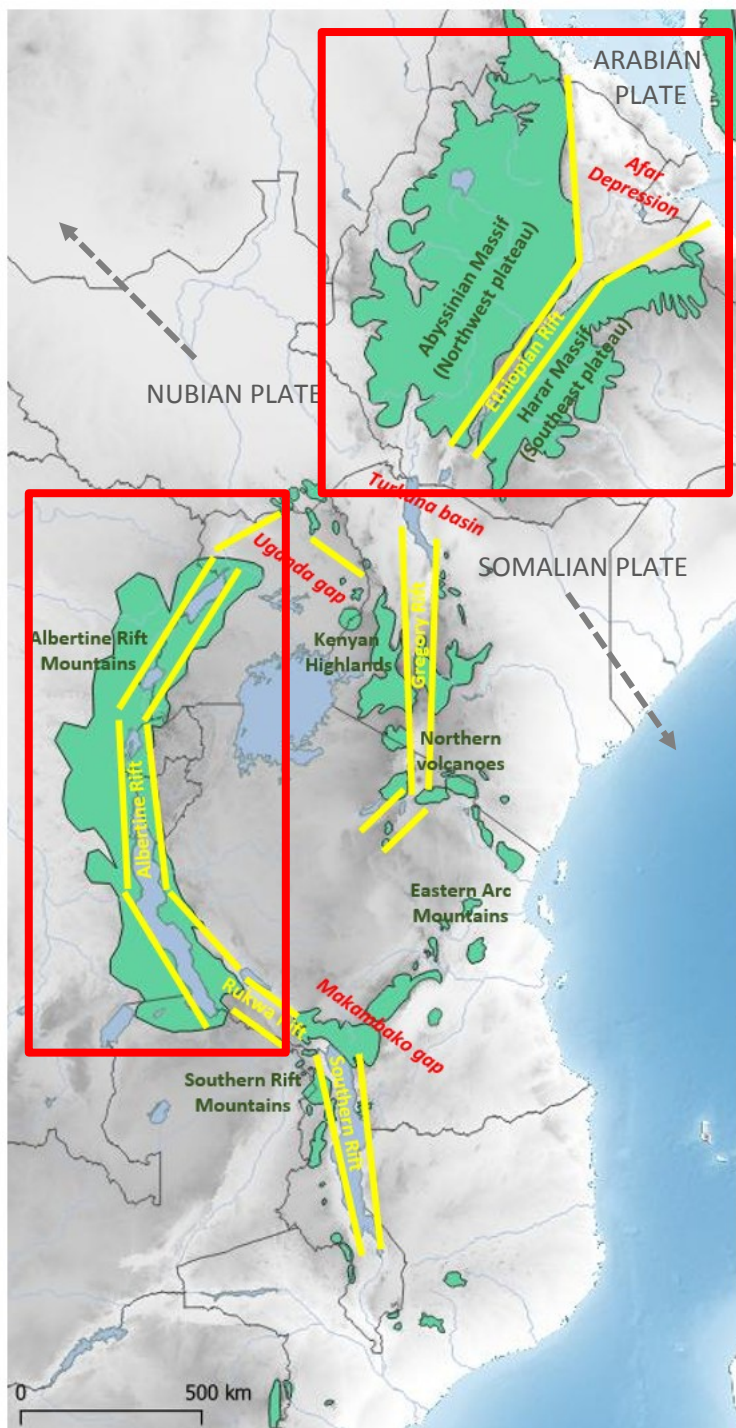 ARABIAN
PLATE
Afar
Depression
Abyssinian Massif
(Northwest plateau)
Ethiopian Rift
Harar Massif
(Southeast plateau)
NUBIAN PLATE
Turkana basin
Uganda gap
SOMALIAN PLATE
Albertine Rift
Mountains
Kenyan
Highlands
Gregory Rift
Northern
volcanoes
Albertine Rift
Eastern Arc
Mountains
Rukwa Rift
Makambako gap
Southern Rift
Mountains
Southern Rift
0 500 km